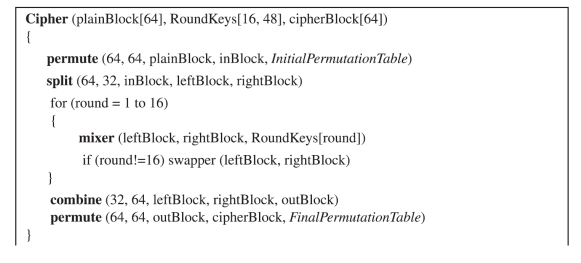 Cipher (plainBlock[64], RoundKeys[16, 48], cipherBlock[64])
{
permute (64, 64, plainBlock, inBlock, InitialPermutationTable)
split (64, 32, inBlock, leftBlock, rightBlock)
for (round = 1 to 16)
{
mixer (leftBlock, rightBlock, RoundKeys[round])
if (round!=16) swapper (leftBlock, rightBlock)
}
combine (32, 64, leftBlock, rightBlock, outBlock)
permute (64, 64, outBlock, cipherBlock, FinalPermutationTable)
}